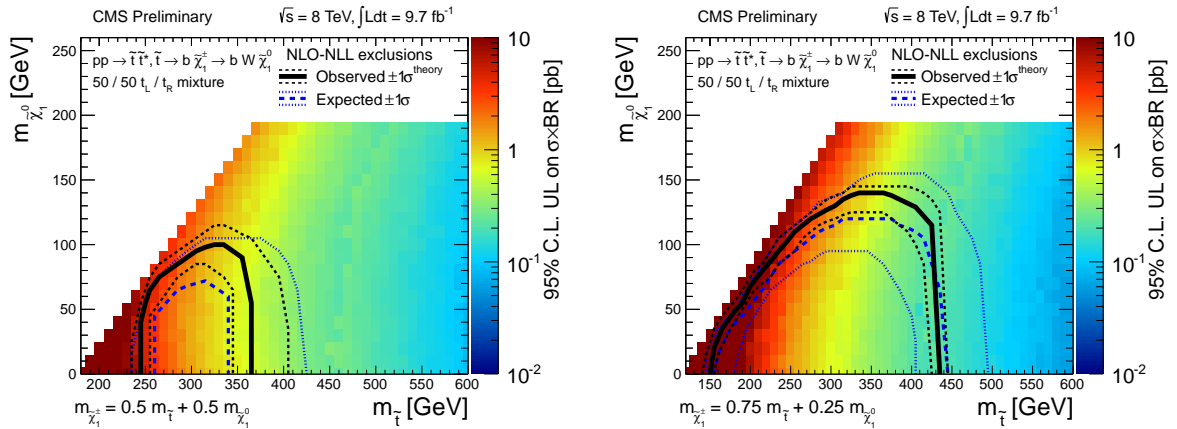 CMS Preliminary √s = 8 TeV, ∫Ldt = 9.7 fb⁻¹
pp → t̃ t̃*, t̃ → b χ̃₁± → b W χ̃₁⁰
50 / 50 t_L / t_R mixture
NLO-NLL exclusions
Observed ±1σ^theory
Expected ±1σ
m_χ̃₁⁰ [GeV]
250
200
150
100
50
0
200 250 300 350 400 450 500 550 600
m_t̃ [GeV]
m_χ̃₁± = 0.5 m_t̃ + 0.5 m_χ̃₁⁰
10
1
10⁻¹
10⁻²
95% C.L. UL on σ×BR [pb]
CMS Preliminary √s = 8 TeV, ∫Ldt = 9.7 fb⁻¹
pp → t̃ t̃*, t̃ → b χ̃₁± → b W χ̃₁⁰
50 / 50 t_L / t_R mixture
NLO-NLL exclusions
Observed ±1σ^theory
Expected ±1σ
m_χ̃₁⁰ [GeV]
250
200
150
100
50
0
150 200 250 300 350 400 450 500 550 600
m_t̃ [GeV]
m_χ̃₁± = 0.75 m_t̃ + 0.25 m_χ̃₁⁰
10
1
10⁻¹
10⁻²
95% C.L. UL on σ×BR [pb]